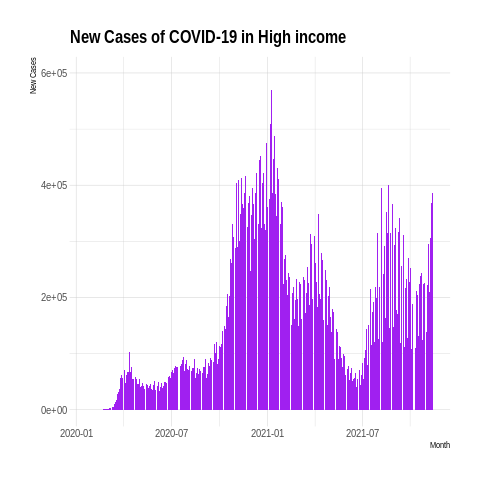 New Cases of COVID-19 in High income
New Cases
6e+05
4e+05
2e+05
0e+00
2020-01 2020-07 2021-01 2021-07
Month